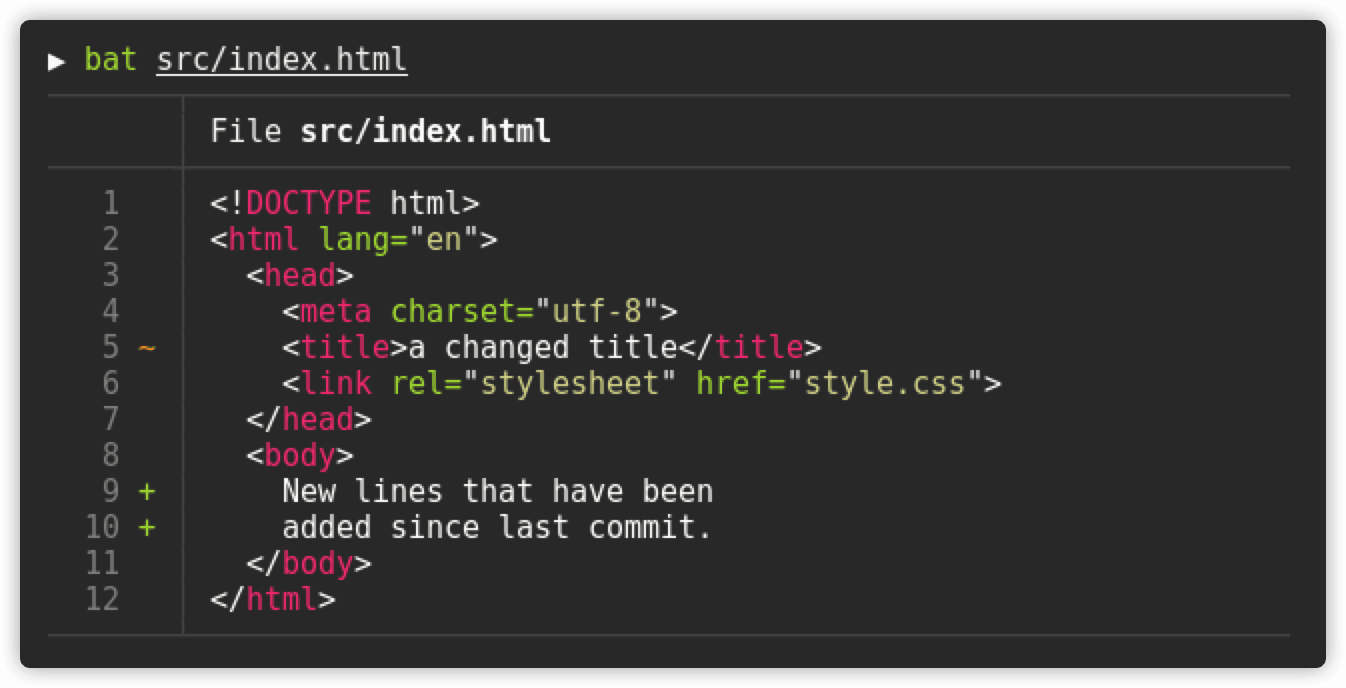 ▶ bat src/index.html
File src/index.html
1 <!DOCTYPE html>
2 <html lang="en">
3 <head>
4 <meta charset="utf-8">
5 ~ <title>a changed title</title>
6 <link rel="stylesheet" href="style.css">
7 </head>
8 <body>
9 + New lines that have been
10 + added since last commit.
11 </body>
12 </html>